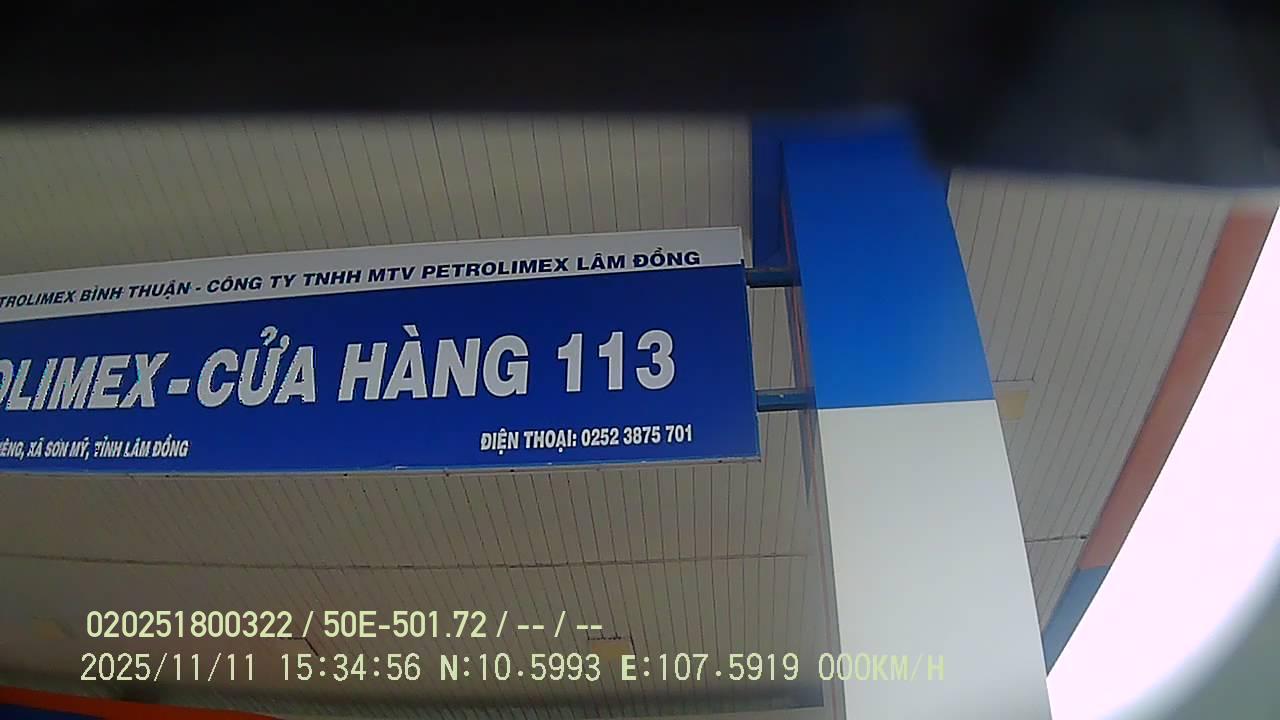 TROLIMEX BÌNH THUẬN - CÔNG TY TNHH MTV PETROLIMEX LÂM ĐỒNG
OLIMEX-CỬA HÀNG 113
XÃ SƠN MỸ, TỈNH LÂM ĐỒNG
ĐIỆN THOẠI: 0252 3875 701
020251800322 / 50E-501.72 / -- / --
2025/11/11 15:34:56 N:10.5993 E:107.5919 000KM/H